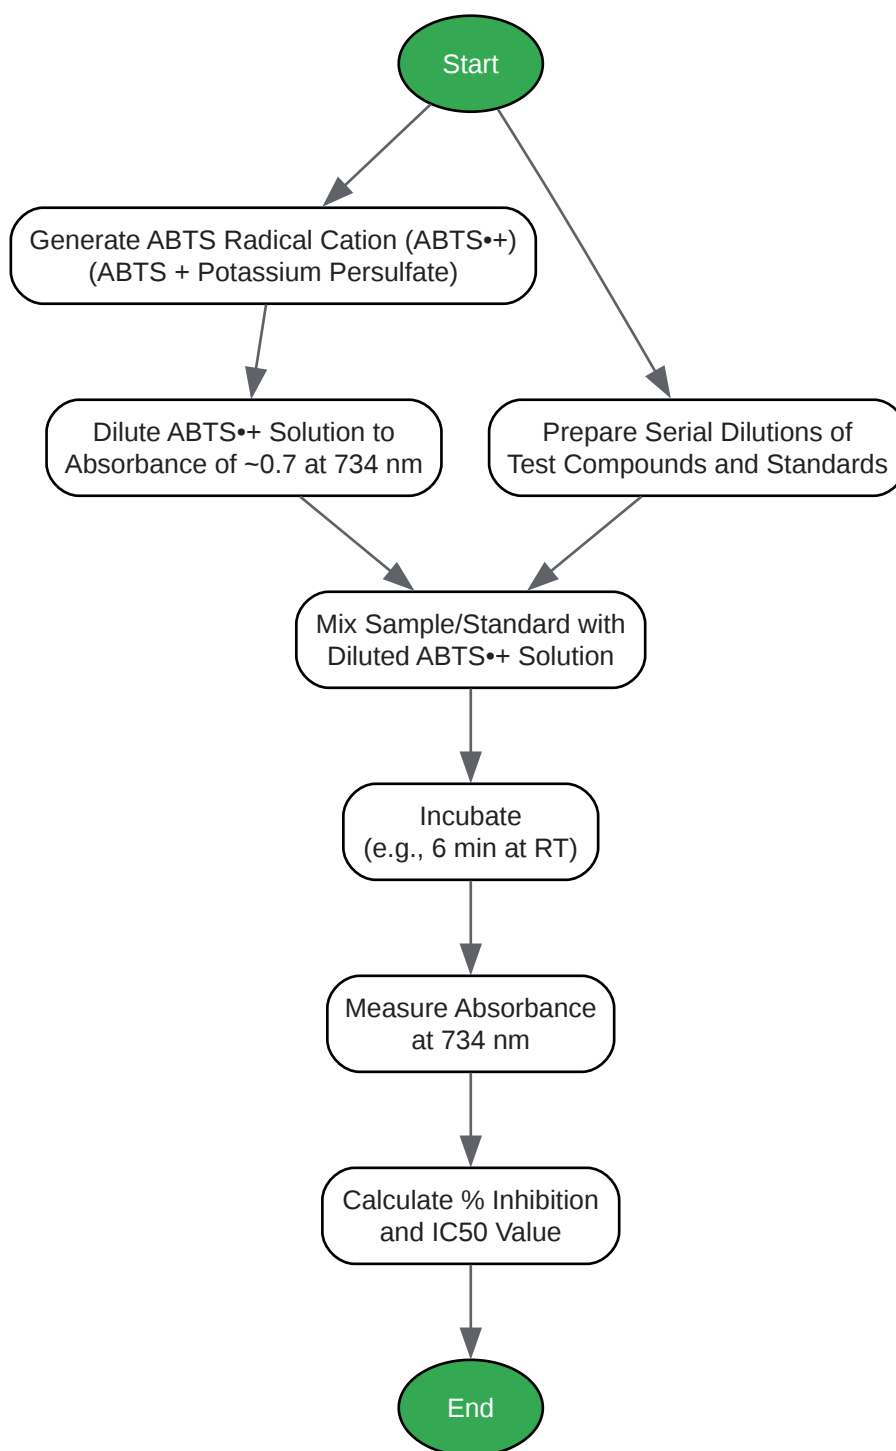 Start
Generate ABTS Radical Cation (ABTS•+)
(ABTS + Potassium Persulfate)
Dilute ABTS•+ Solution to
Absorbance of ~0.7 at 734 nm
Prepare Serial Dilutions of
Test Compounds and Standards
Mix Sample/Standard with
Diluted ABTS•+ Solution
Incubate
(e.g., 6 min at RT)
Measure Absorbance
at 734 nm
Calculate % Inhibition
and IC50 Value
End